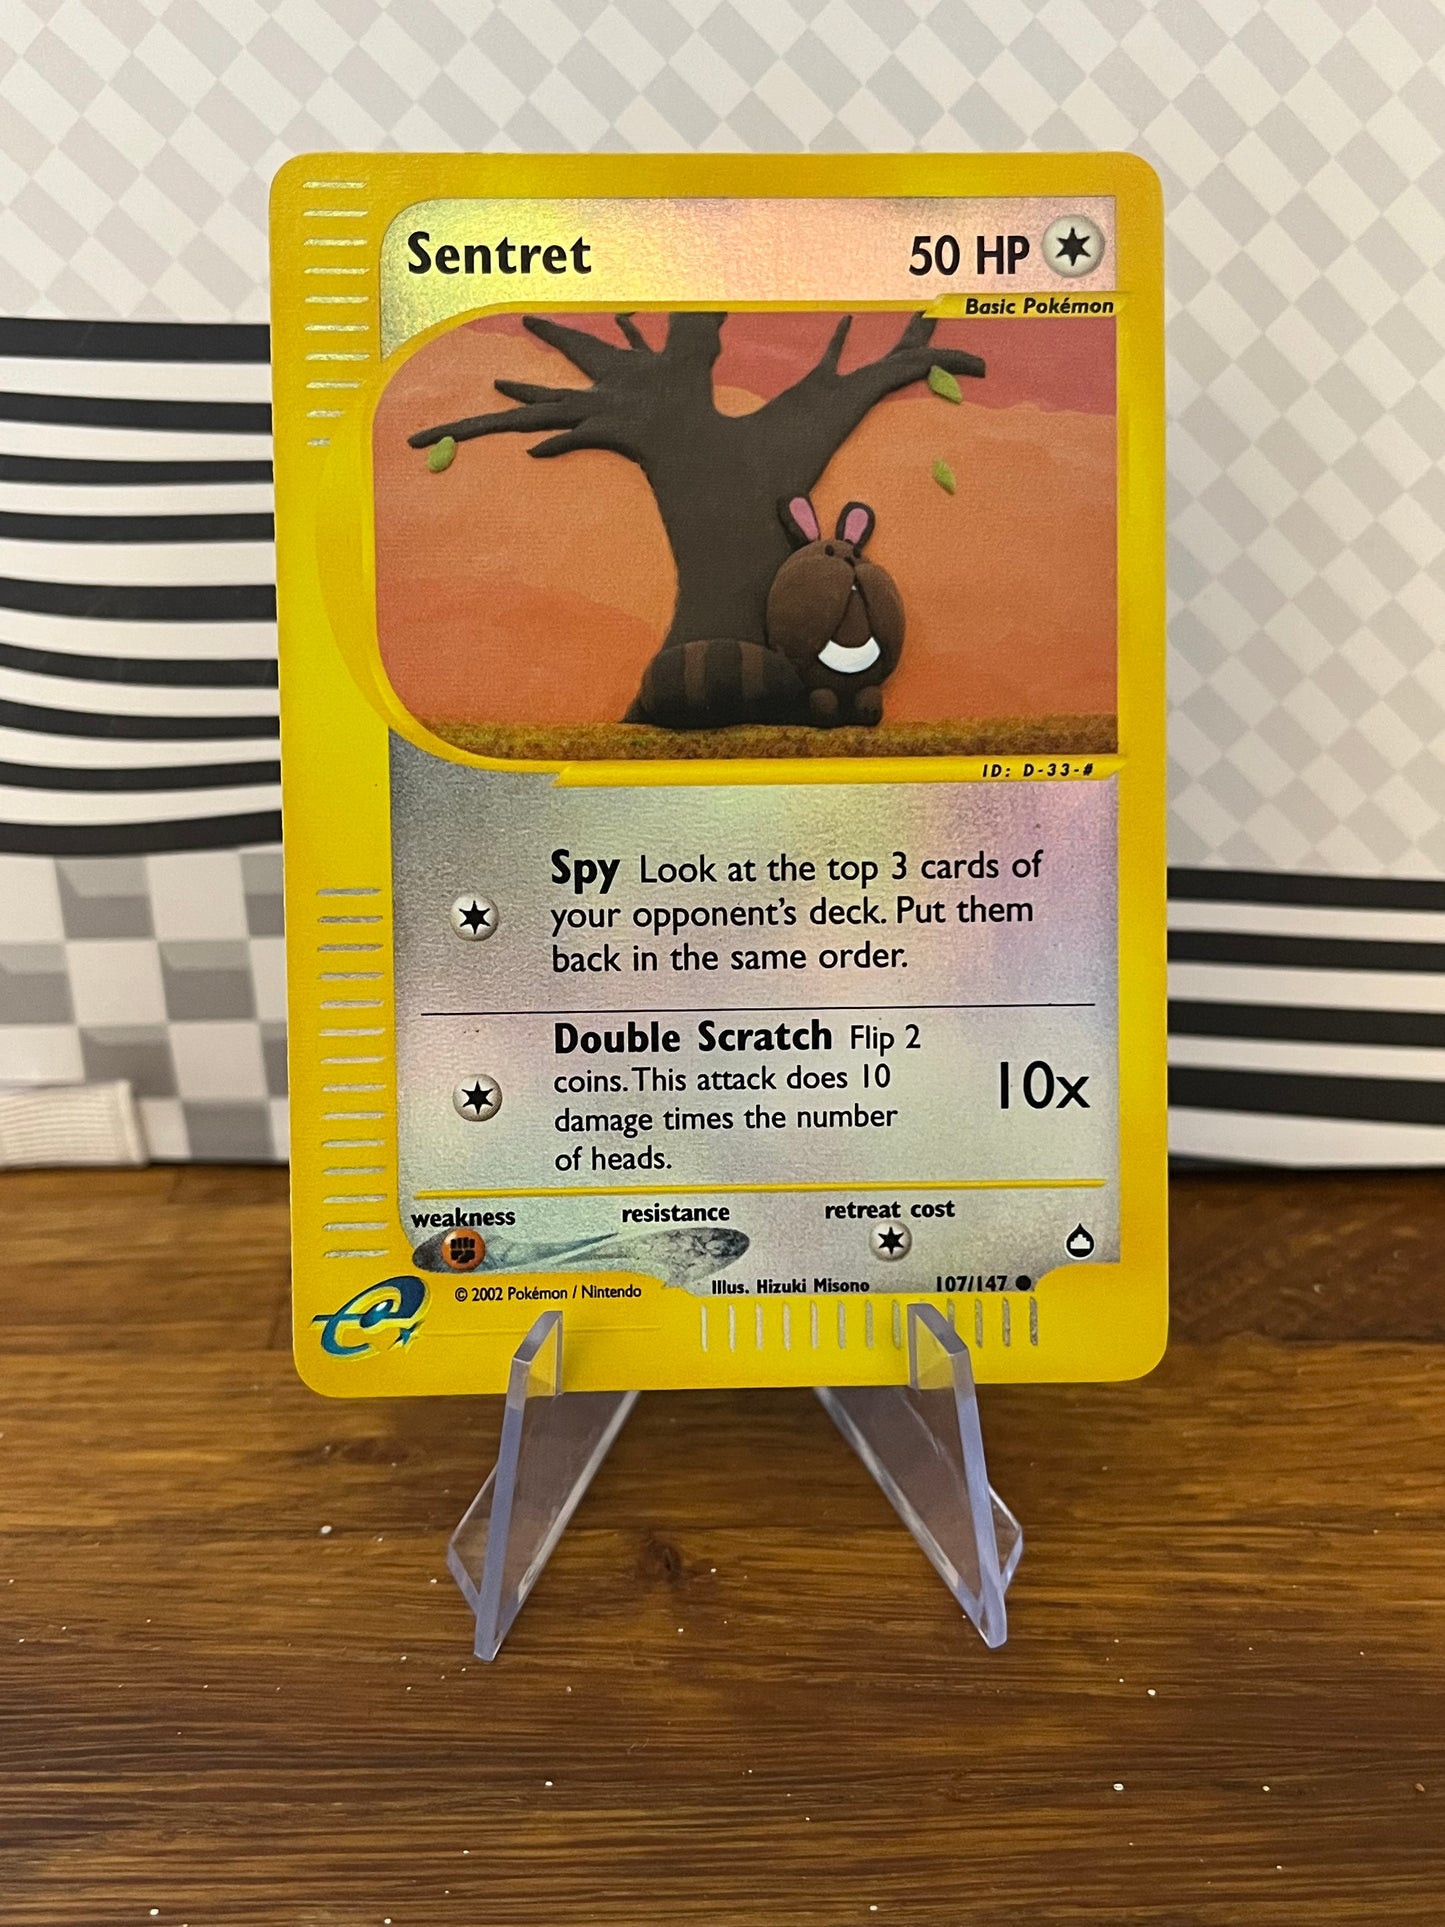 Sentret 50 HP
Basic Pokémon
ID: D-33-#
Spy Look at the top 3 cards of
your opponent's deck. Put them
back in the same order.
Double Scratch Flip 2
coins. This attack does 10
damage times the number
of heads.
10x
weakness resistance retreat cost
© 2002 Pokémon / Nintendo Illus. Hizuki Misono 107/147
e